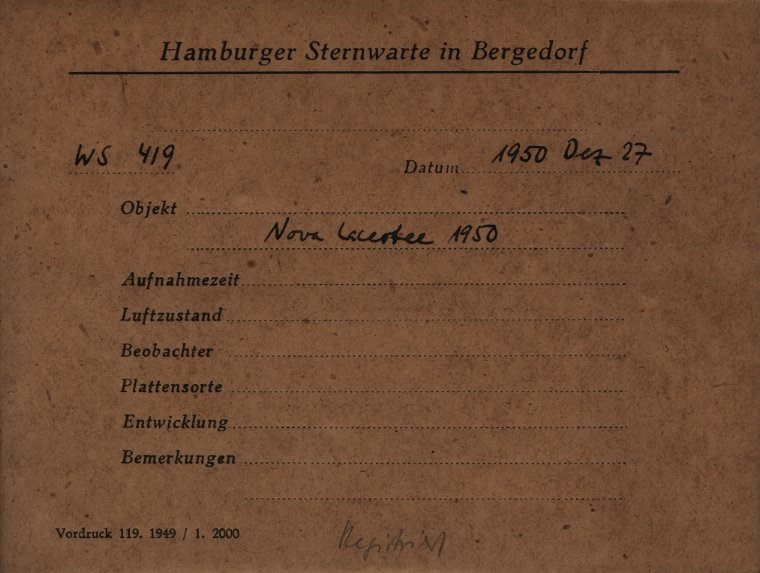 Hamburger Sternwarte in Bergedorf
WS 419
Datum 1950 Dez 27
Objekt
Nova Lacertae 1950
Aufnahmezeit
Luftzustand
Beobachter
Plattensorte
Entwicklung
Bemerkungen
Vordruck 119. 1949 / 1. 2000
Registriert